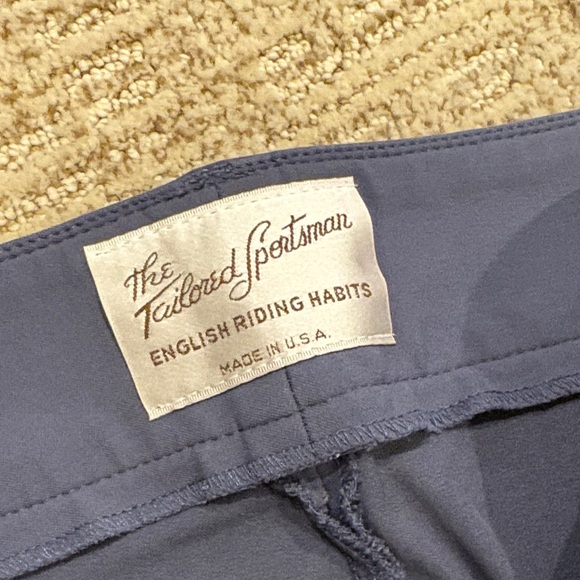 The
Tailored Sportsman
ENGLISH RIDING HABITS
MADE IN U.S.A.